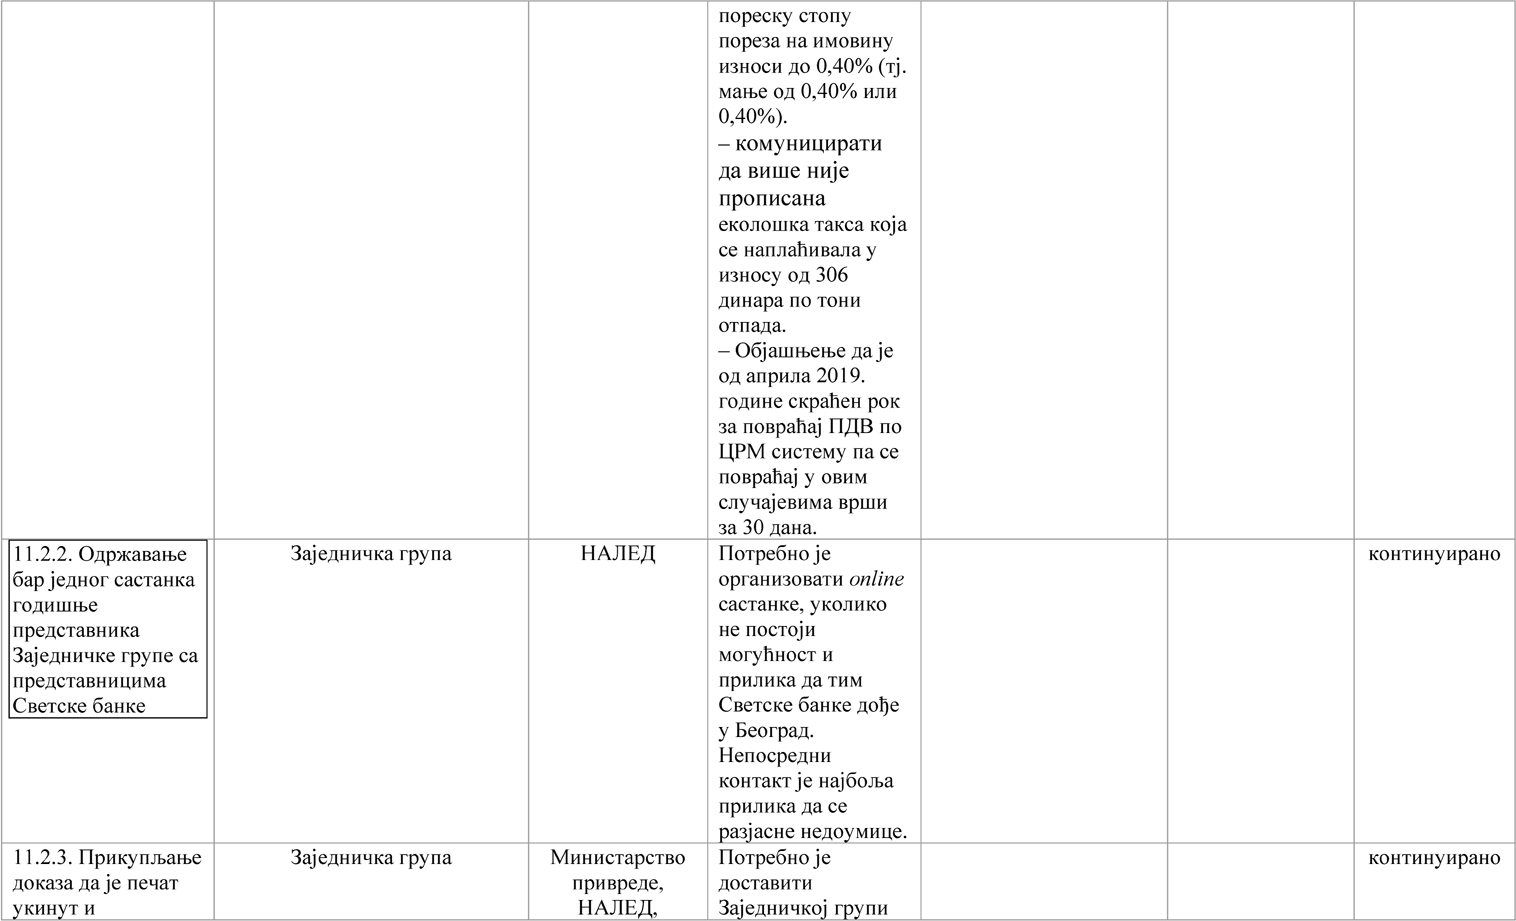 пореску стопу
пореза на имовину
износи до 0,40% (тј.
мање од 0,40% или
0,40%).
– комуницирати
да више није
прописана
еколошка такса која
се наплаћивала у
износу од 306
динара по тони
отпада.
– Објашњење да је
од априла 2019.
године скраћен рок
за повраћај ПДВ по
ЦРМ систему па се
повраћај у овим
случајевима врши
за 30 дана.
11.2.2. Одржавање
бар једног састанка
годишње
представника
Заједничке групе са
представницима
Светске банке
Заједничка група
НАЛЕД
Потребно је
организовати online
састанке, уколико
не постоји
могућност и
прилика да тим
Светске банке дође
у Београд.
Непосредни
контакт је најбоља
прилика да се
разјасне недоумице.
континуирано
11.2.3. Прикупљање
доказа да је печат
укинут и
Заједничка група
Министарство
привреде,
НАЛЕД,
Потребно је
доставити
Заједничкој групи
континуирано